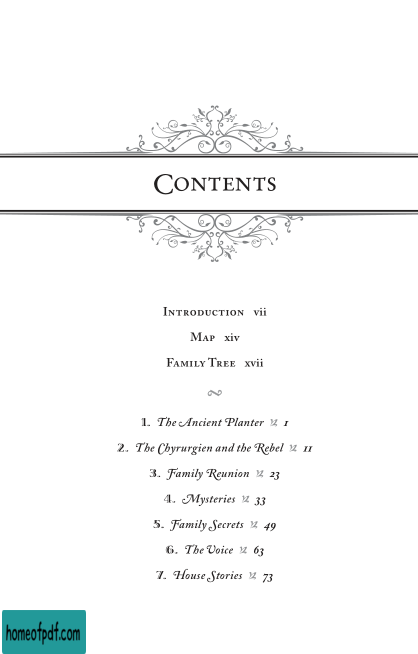 CONTENTS
INTRODUCTION vii
MAP xiv
FAMILY TREE xvii
1. The Ancient Planter 1
2. The Chyrurgien and the Rebel 11
3. Family Reunion 23
4. Mysteries 33
5. Family Secrets 49
6. The Voice 63
7. House Stories 73
homeofpdf.com